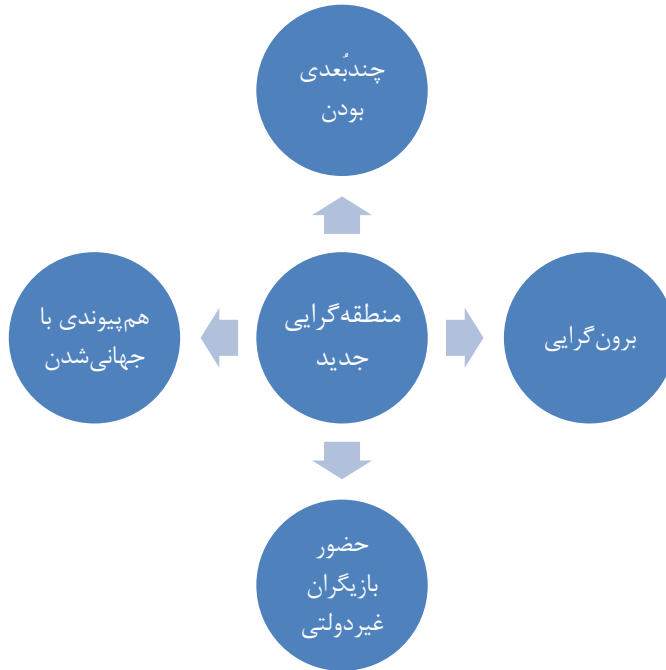 چندبُعدی
بودن
منطقه‌گرایی
جدید
برون‌گرایی
هم‌پیوندی با
جهانی‌شدن
حضور
بازیگران
غیردولتی